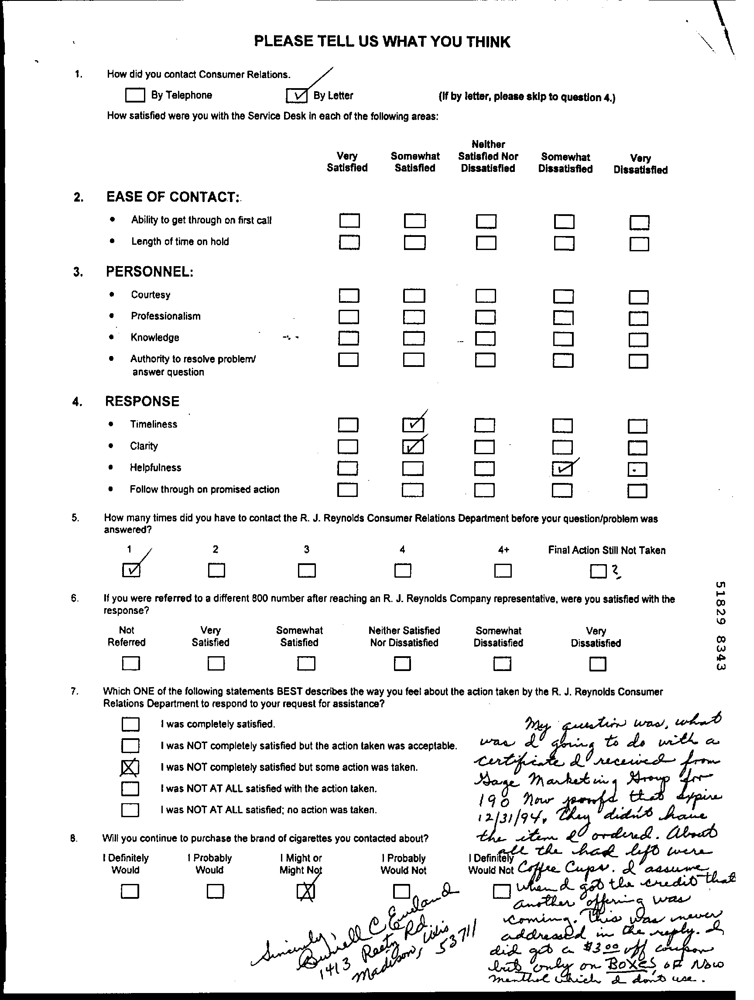 PLEASE TELL US WHAT YOU THINK
1. How did you contact Consumer Relations.
By Telephone By Letter (If by letter, please skip to question 4.)
How satisfied were you with the Service Desk in each of the following areas:
Very Satisfied Somewhat Satisfied Neither Satisfied Nor Dissatisfied Somewhat Dissatisfied Very Dissatisfied
2. EASE OF CONTACT:
• Ability to get through on first call
• Length of time on hold
3. PERSONNEL:
• Courtesy
• Professionalism
• Knowledge
• Authority to resolve problem/
answer question
4. RESPONSE
• Timeliness
• Clarity
• Helpfulness
• Follow through on promised action
5. How many times did you have to contact the R. J. Reynolds Consumer Relations Department before your question/problem was
answered?
1 2 3 4 4+ Final Action Still Not Taken
?
6. If you were referred to a different 800 number after reaching an R. J. Reynolds Company representative, were you satisfied with the
response?
Not Referred Very Satisfied Somewhat Satisfied Neither Satisfied Nor Dissatisfied Somewhat Dissatisfied Very Dissatisfied
51829 8343
7. Which ONE of the following statements BEST describes the way you feel about the action taken by the R. J. Reynolds Consumer
Relations Department to respond to your request for assistance?
I was completely satisfied.
I was NOT completely satisfied but the action taken was acceptable.
I was NOT completely satisfied but some action was taken.
I was NOT AT ALL satisfied with the action taken.
I was NOT AT ALL satisfied; no action was taken.
8. Will you continue to purchase the brand of cigarettes you contacted about?
I Definitely Would I Probably Would I Might or Might Not I Probably Would Not I Definitely Would Not
My question was, what
was I going to do with a
certificate I received from
Gage Marketing Group for
190 Now proofs that expire
12/31/94, They didn't have
the item I ordered. About
all the had left were
Coffee Cups. I assume
when I got the credit that
another offering was
coming. This was never
addressed in the reply. I
did get a $3.00 off coupon
but only on BOXES of Now
menthol which I don't use.
Sincerely,
C
1413 Rd.
Madison, Wis
53711